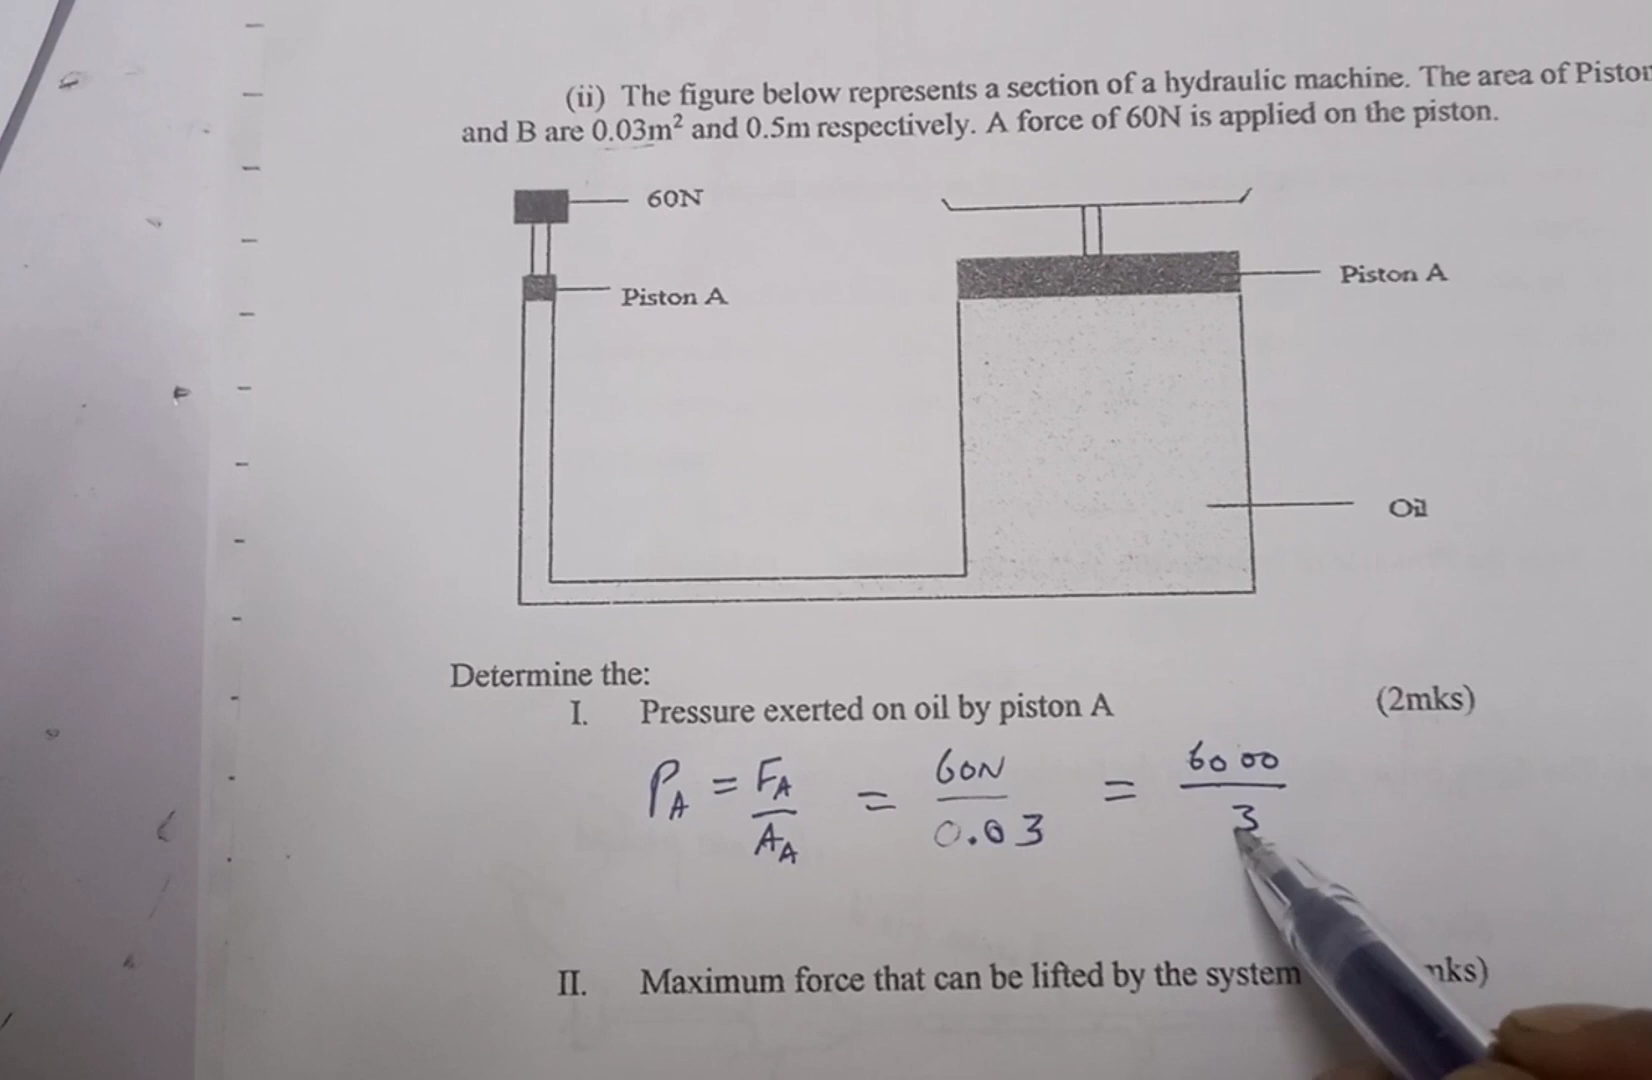 (ii) The figure below represents a section of a hydraulic machine. The area of Piston
and B are 0.03m² and 0.5m respectively. A force of 60N is applied on the piston.
60N
Piston A
Piston A
Oil
Determine the:
I. Pressure exerted on oil by piston A (2mks)
P_A = F_A / A_A = 60N / 0.03 = 6000 / 3
II. Maximum force that can be lifted by the system mks)